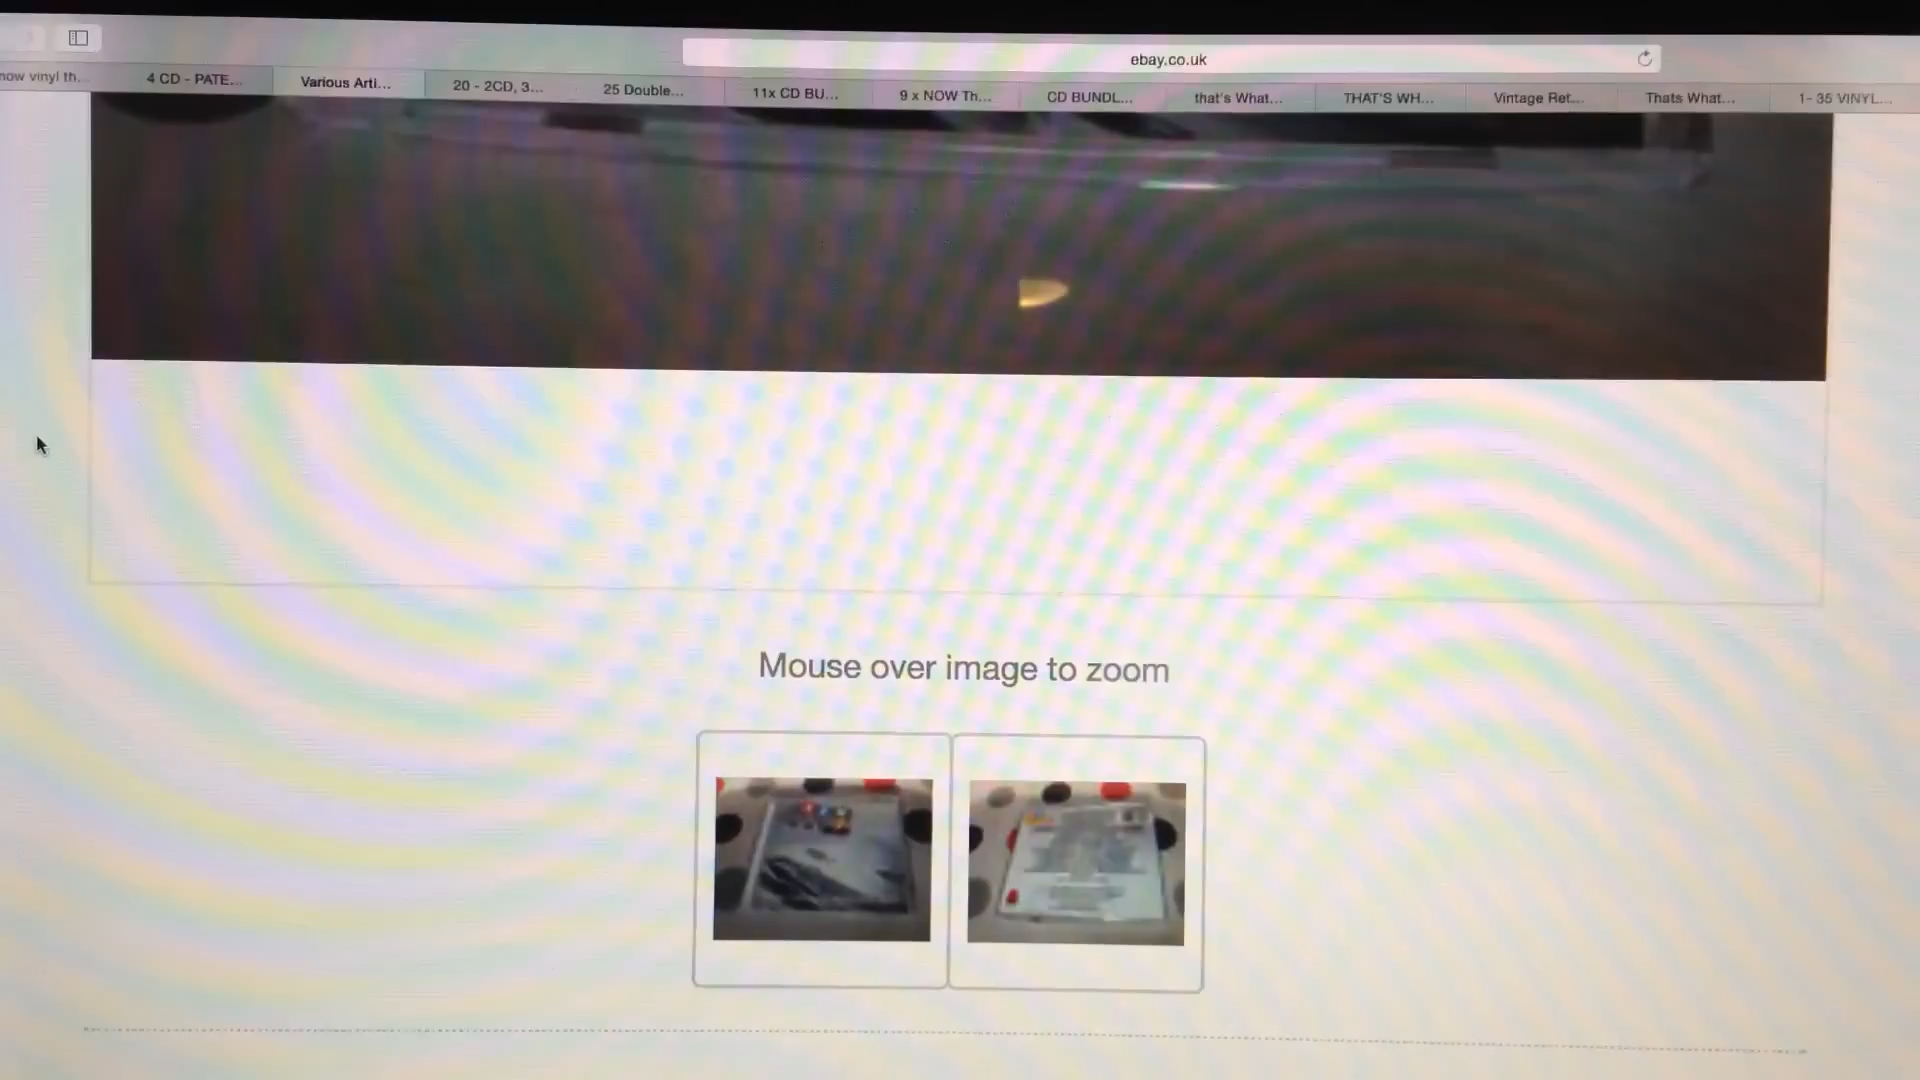 ebay.co.uk
now vinyl th...
4 CD - PATE...
Various Arti...
20 - 2CD, 3...
25 Double...
11x CD BU...
9 x NOW Th...
CD BUNDL...
that's What...
THAT'S WH...
Vintage Ret...
Thats What...
1- 35 VINYL...
Mouse over image to zoom